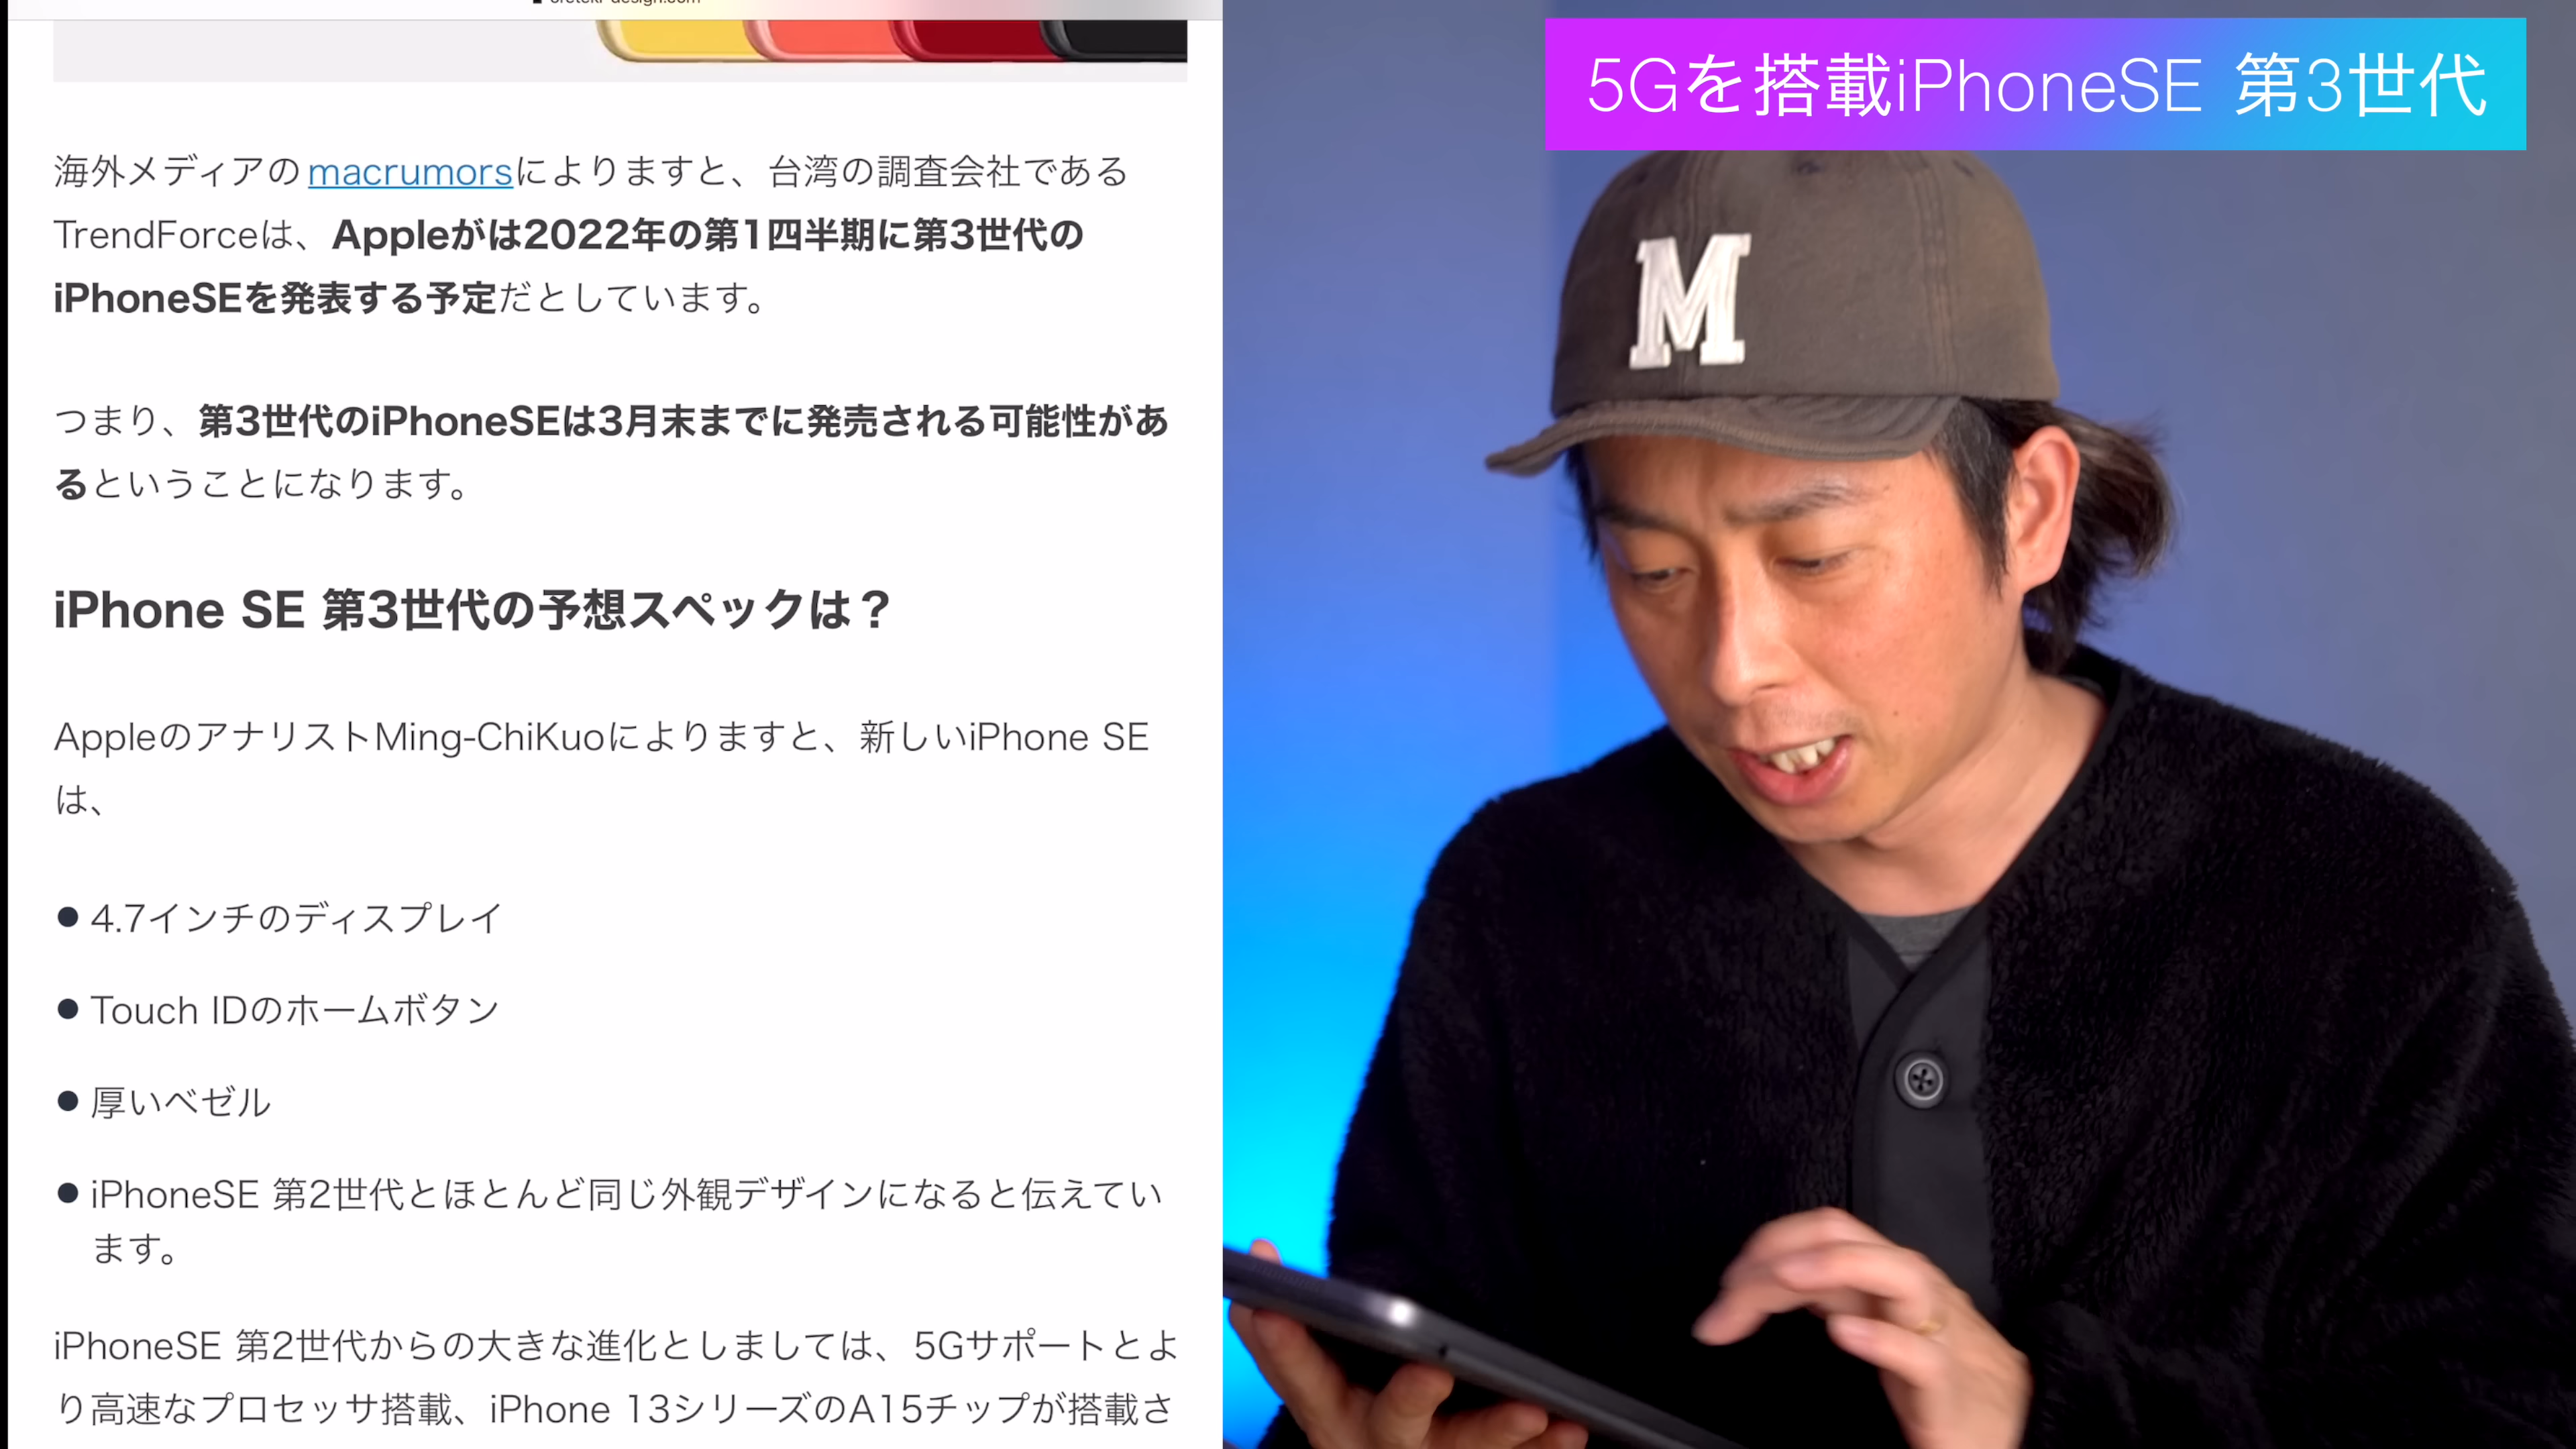 海外メディアのmacrumorsによりますと、台湾の調査会社である
TrendForceは、Appleがは2022年の第1四半期に第3世代の
iPhoneSEを発表する予定だとしています。
つまり、第3世代のiPhoneSEは3月末までに発売される可能性があ
るということになります。
iPhone SE 第3世代の予想スペックは？
AppleのアナリストMing-ChiKuoによりますと、新しいiPhone SE
は、
● 4.7インチのディスプレイ
● Touch IDのホームボタン
● 厚いベゼル
● iPhoneSE 第2世代とほとんど同じ外観デザインになると伝えてい
ます。
iPhoneSE 第2世代からの大きな進化としましては、5Gサポートとよ
り高速なプロセッサ搭載、iPhone 13シリーズのA15チップが搭載さ
5Gを搭載iPhoneSE 第3世代
M